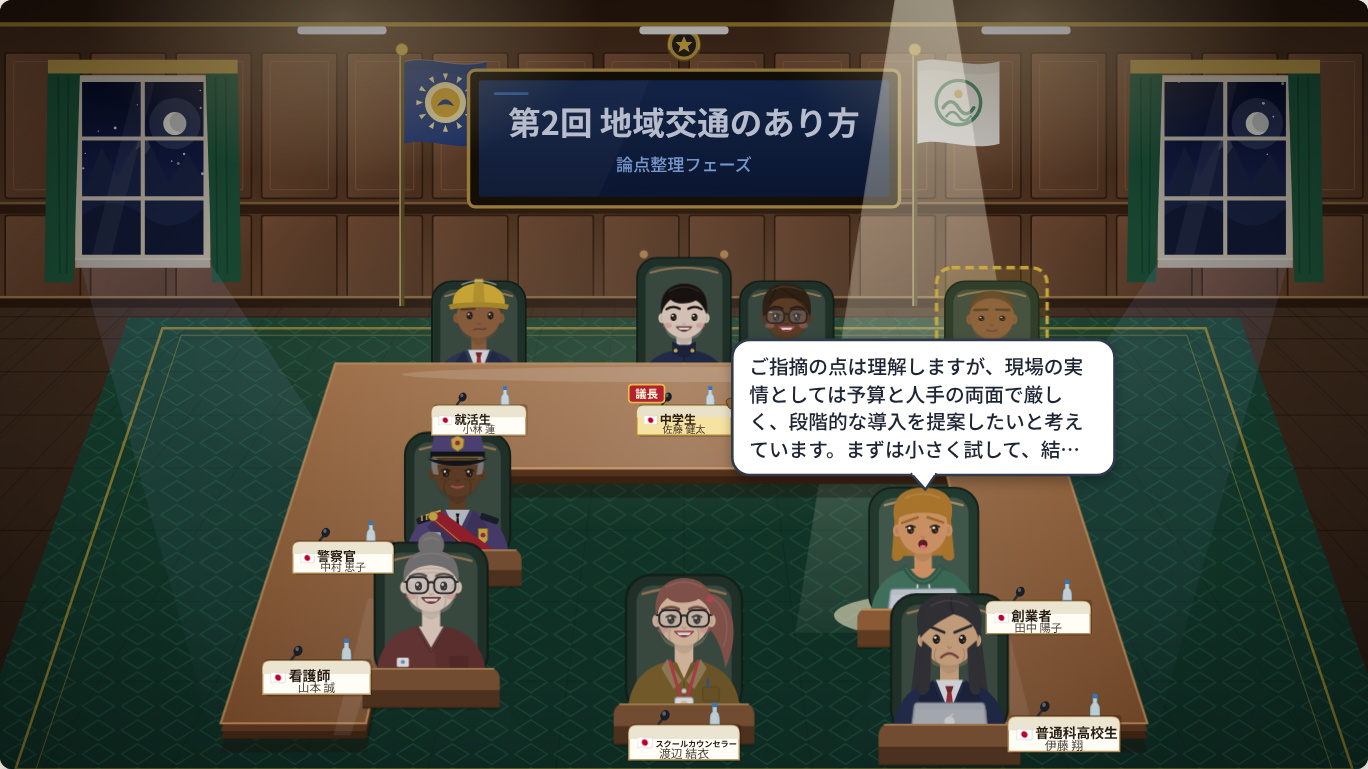 第2回 地域交通のあり方
論点整理フェーズ
ご指摘の点は理解しますが、現場の実
情としては予算と人手の両面で厳し
く、段階的な導入を提案したいと考え
ています。まずは小さく試して、結…
就活生
小林 蓮
議長
中学生
佐藤 健太
警察官
中村 恵子
創業者
田中 陽子
看護師
山本 誠
普通科高校生
伊藤 翔
スクールカウンセラー
渡辺 結衣